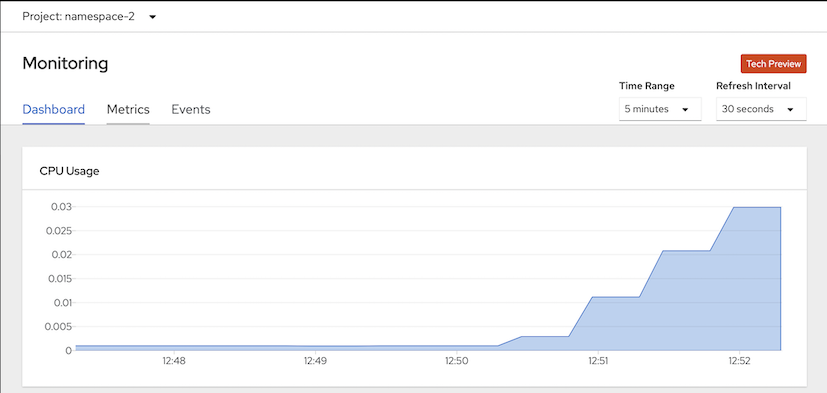 Project: namespace-2
Monitoring
Tech Preview
Time Range
Refresh Interval
Dashboard
Metrics
Events
5 minutes
30 seconds
CPU Usage
0.03
0.025
0.02
0.015
0.01
0.005
0
12:48
12:49
12:50
12:51
12:52